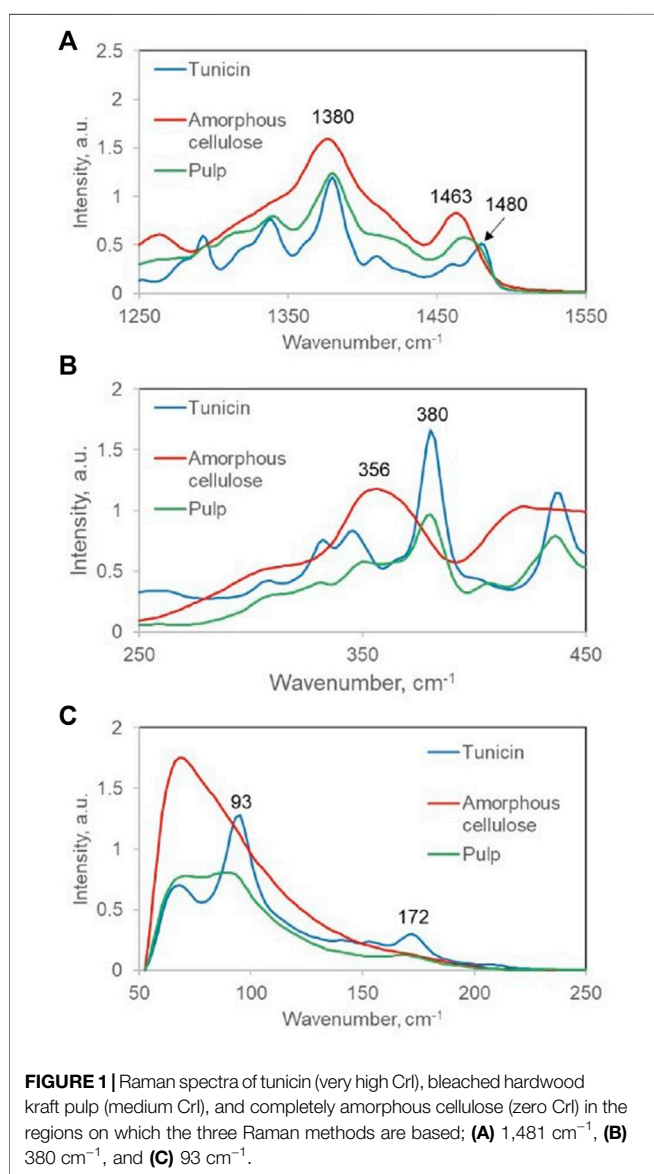 A
2.5
2
1.5
1
0.5
0
Intensity, a.u.
Tunicin
Amorphous
cellulose
Pulp
1380
1463
1480
1250
1350
1450
1550
Wavenumber, cm⁻¹
B
2
1.5
1
0.5
0
Intensity, a.u.
Tunicin
Amorphous
cellulose
Pulp
356
380
250
350
450
Wavenumber, cm⁻¹
C
2
1.5
1
0.5
0
Intensity, a.u.
Tunicin
Amorphous
cellulose
Pulp
93
172
50
100
150
200
250
Wavenumber, cm⁻¹
FIGURE 1 | Raman spectra of tunicin (very high CrI), bleached hardwood
kraft pulp (medium CrI), and completely amorphous cellulose (zero CrI) in the
regions on which the three Raman methods are based; (A) 1,481 cm⁻¹, (B)
380 cm⁻¹, and (C) 93 cm⁻¹.